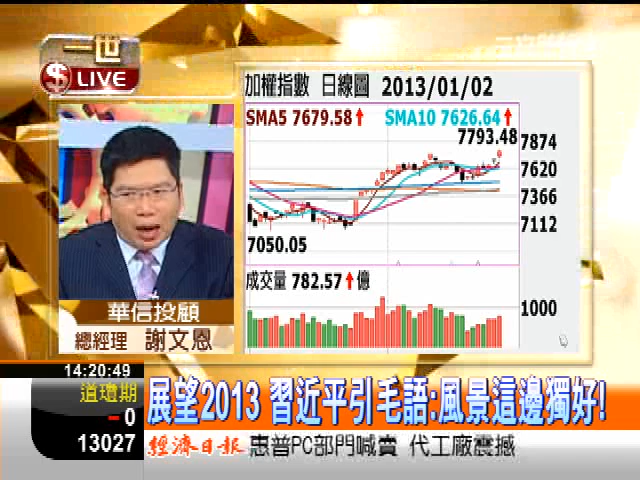 一世
$ LIVE
加權指數 日線圖 2013/01/02
SMA5 7679.58 SMA10 7626.64
7793.48
7874
7620
7366
7112
7050.05
成交量 782.57 億
1000
華信投顧
總經理 謝文恩
14:20:49
道瓊期
0
13027
展望2013 習近平引毛語:風景這邊獨好!
經濟日報 惠普PC部門喊賣 代工廠震撼